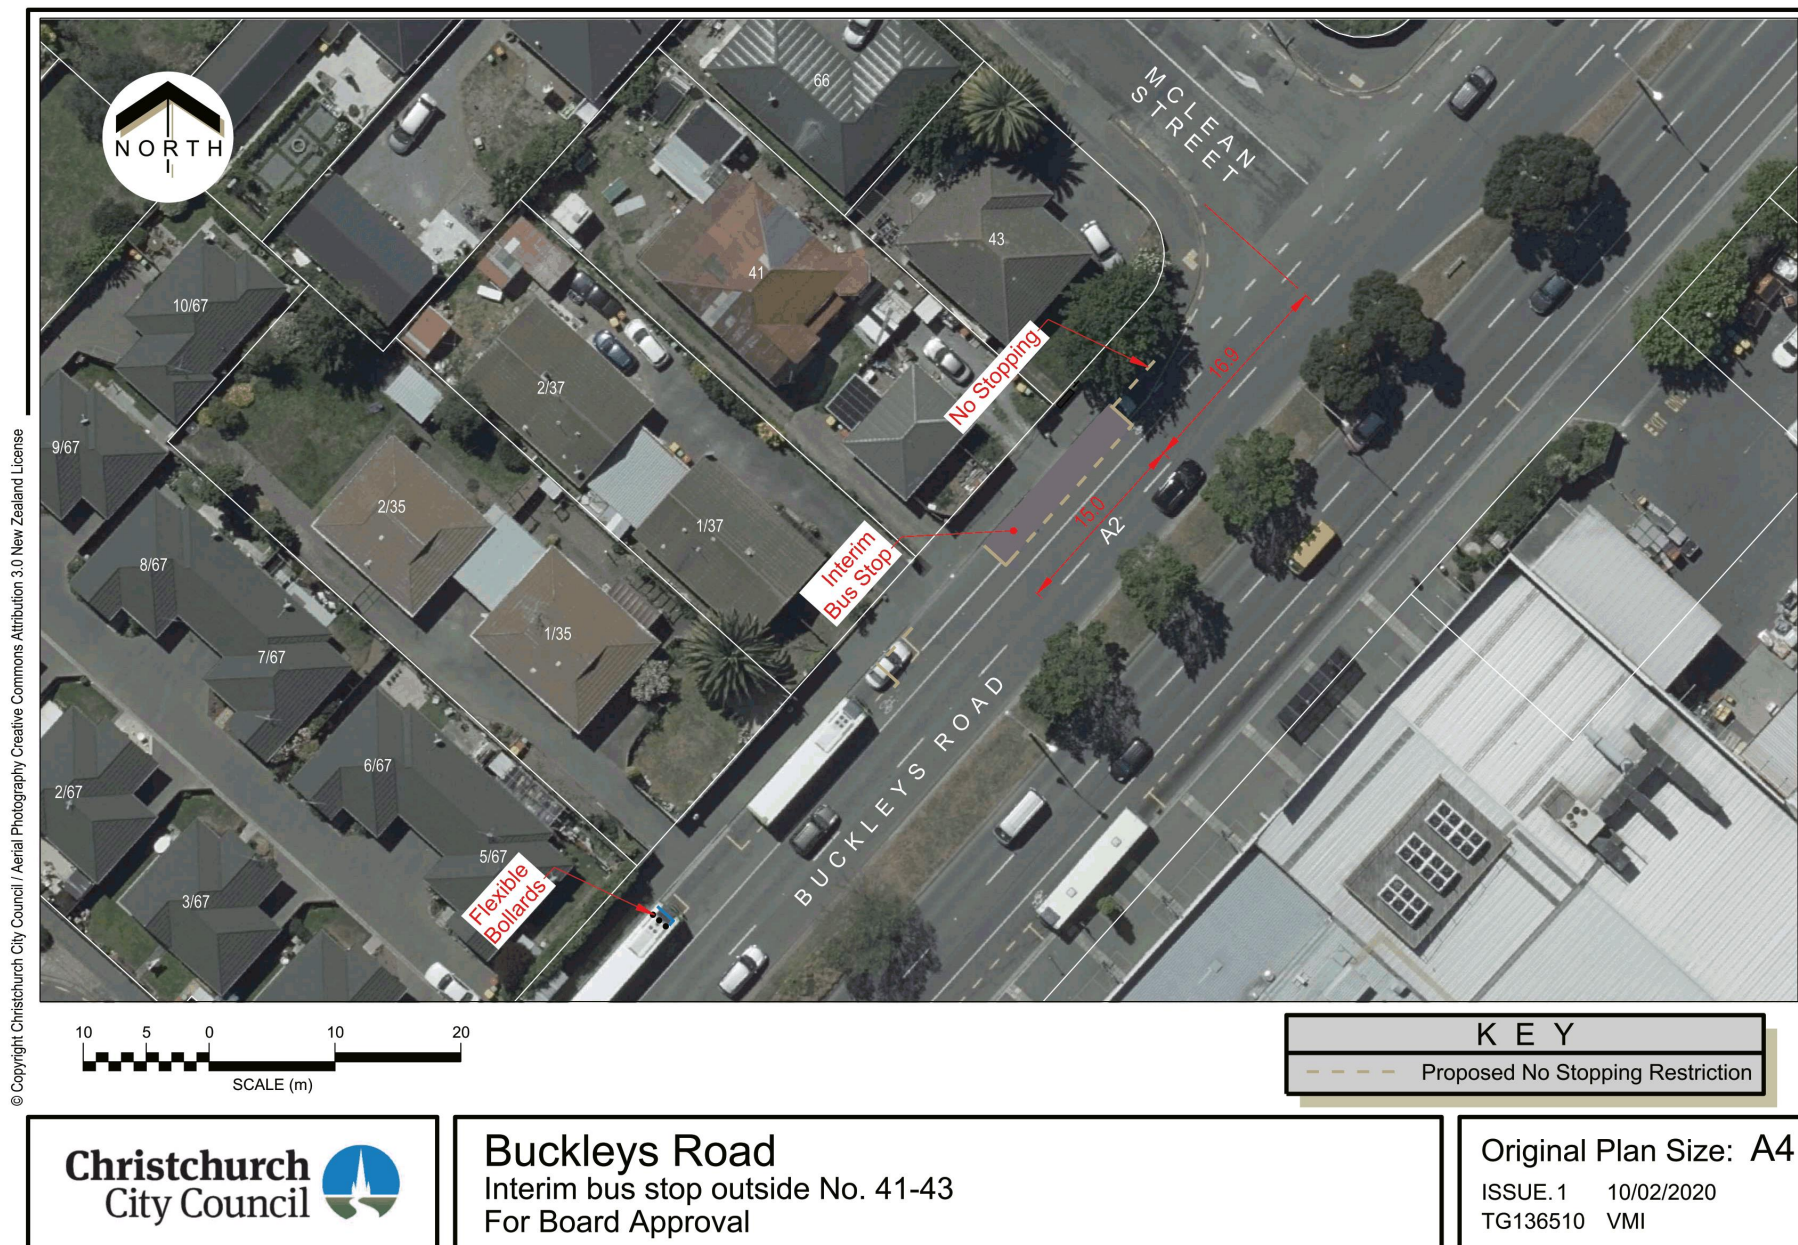 NORTH
66
MCLEAN
STREET
43
41
10/67
No Stopping
16.9
2/37
9/67
2/35
1/37
15.0
A2
Interim
Bus Stop
8/67
1/35
7/67
BUCKLEYS ROAD
6/67
2/67
5/67
Flexible
Bollards
3/67
© Copyright Christchurch City Council / Aerial Photography Creative Commons Attribution 3.0 New Zealand License
10 5 0 10 20
SCALE (m)
KEY
Proposed No Stopping Restriction
Christchurch
City Council
Buckleys Road
Interim bus stop outside No. 41-43
For Board Approval
Original Plan Size: A4
ISSUE.1 10/02/2020
TG136510 VMI